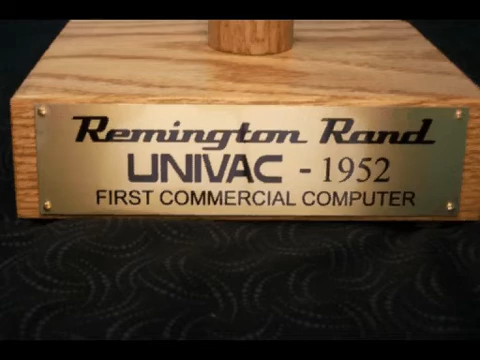 Remington Rand
UNIVAC - 1952
FIRST COMMERCIAL COMPUTER